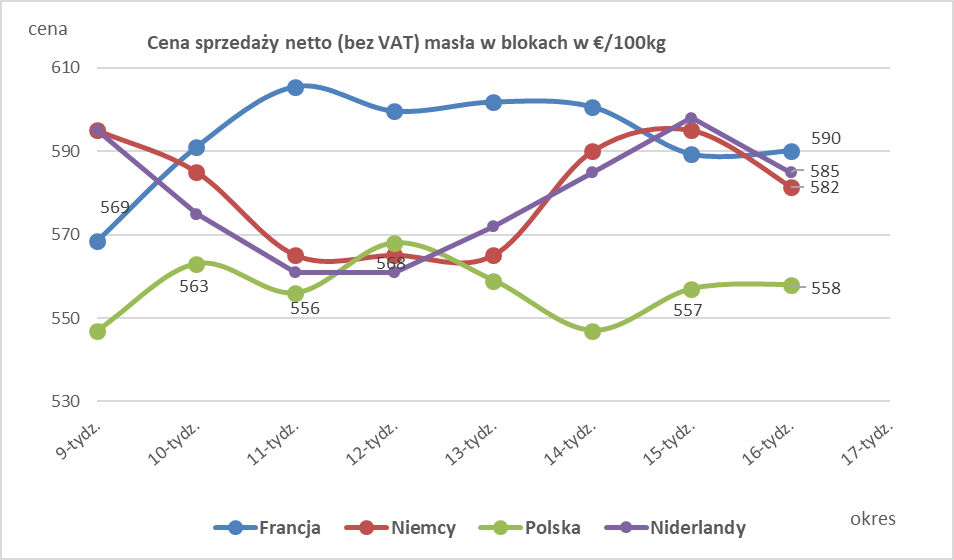 cena
Cena sprzedaży netto (bez VAT) masła w blokach w €/100kg
610
590
570
550
530
569
563
556
568
557
590
585
582
558
9-tydz.
10-tydz.
11-tydz.
12-tydz.
13-tydz.
14-tydz.
15-tydz.
16-tydz.
17-tydz.
okres
Francja
Niemcy
Polska
Niderlandy